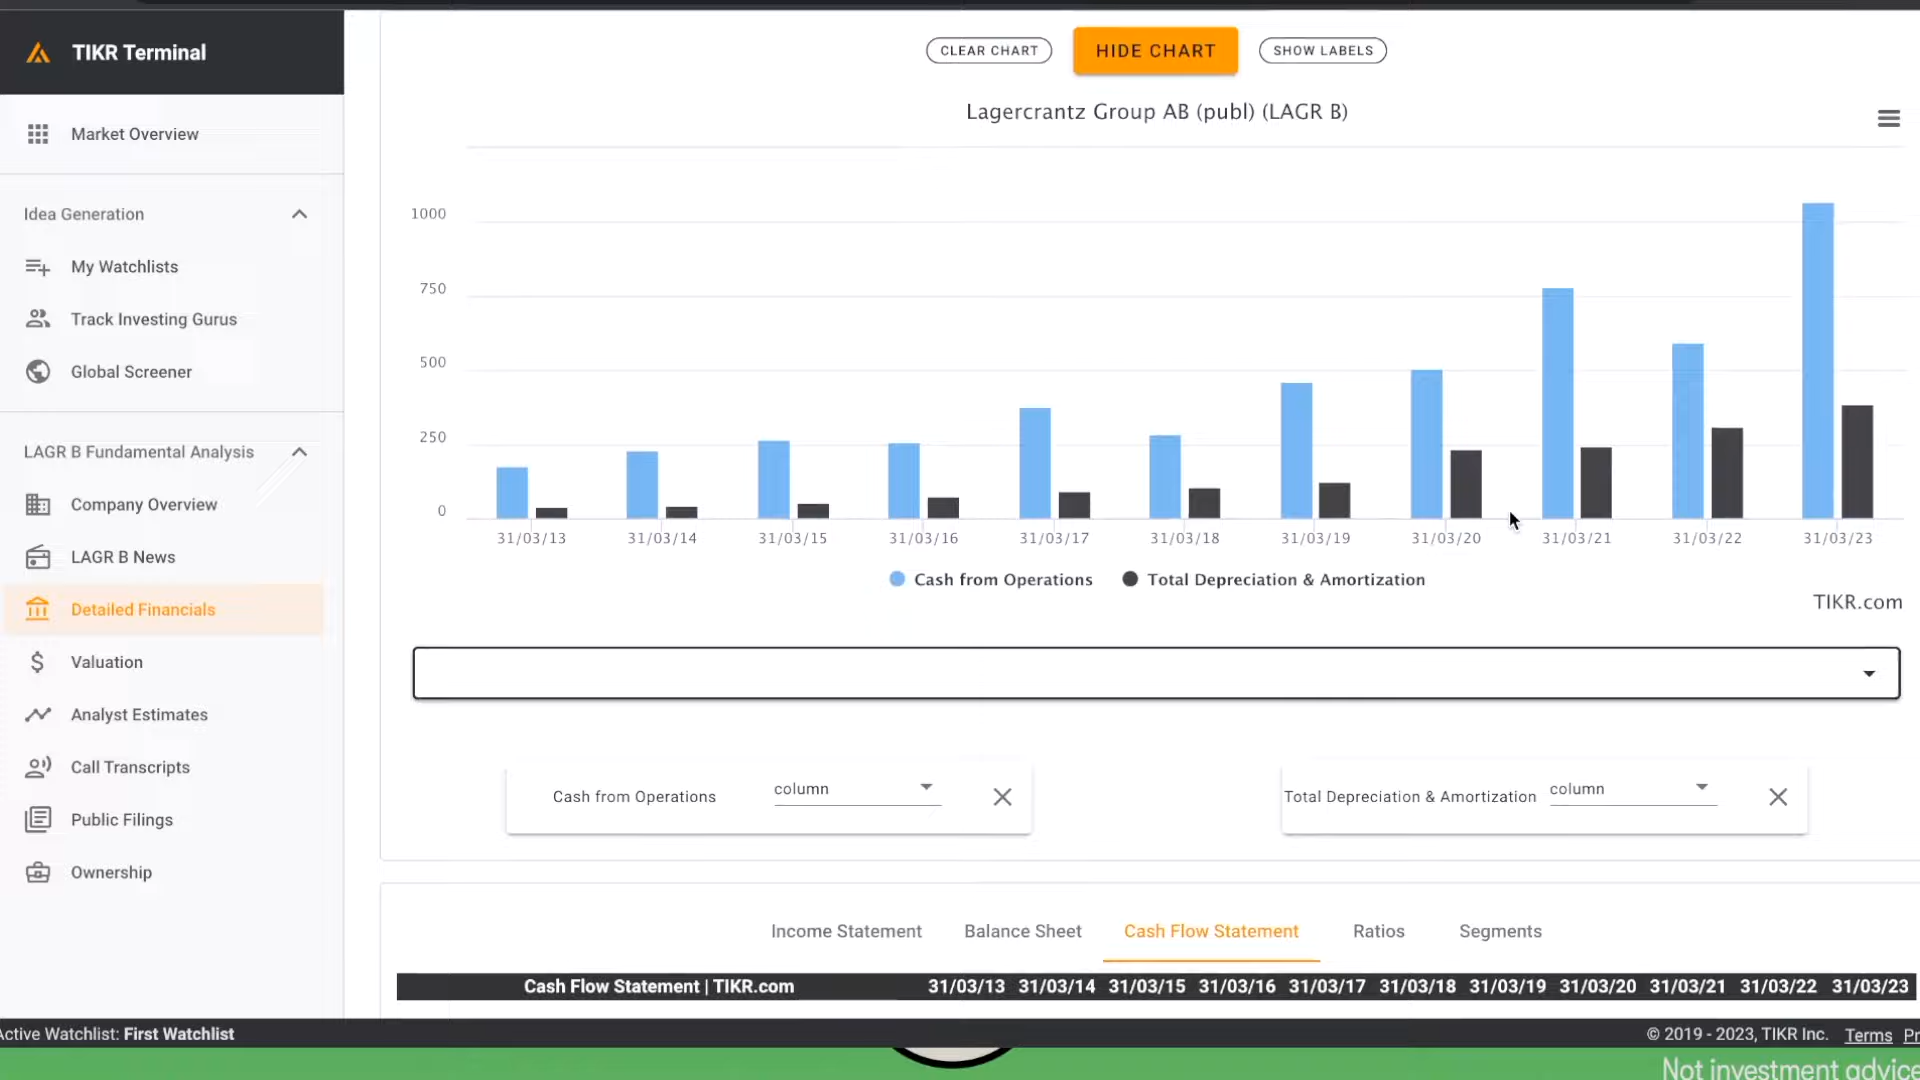 TIKR Terminal
Market Overview
Idea Generation
My Watchlists
Track Investing Gurus
Global Screener
LAGR B Fundamental Analysis
Company Overview
LAGR B News
Detailed Financials
Valuation
Analyst Estimates
Call Transcripts
Public Filings
Ownership
CLEAR CHART HIDE CHART SHOW LABELS
Lagercrantz Group AB (publ) (LAGR B)
1000
750
500
250
0
31/03/13 31/03/14 31/03/15 31/03/16 31/03/17 31/03/18 31/03/19 31/03/20 31/03/21 31/03/22 31/03/23
Cash from Operations Total Depreciation & Amortization
TIKR.com
Cash from Operations column Total Depreciation & Amortization column
Income Statement Balance Sheet Cash Flow Statement Ratios Segments
Cash Flow Statement | TIKR.com 31/03/13 31/03/14 31/03/15 31/03/16 31/03/17 31/03/18 31/03/19 31/03/20 31/03/21 31/03/22 31/03/23
Active Watchlist: First Watchlist © 2019 - 2023, TIKR Inc. Terms Pr
Not investment advice